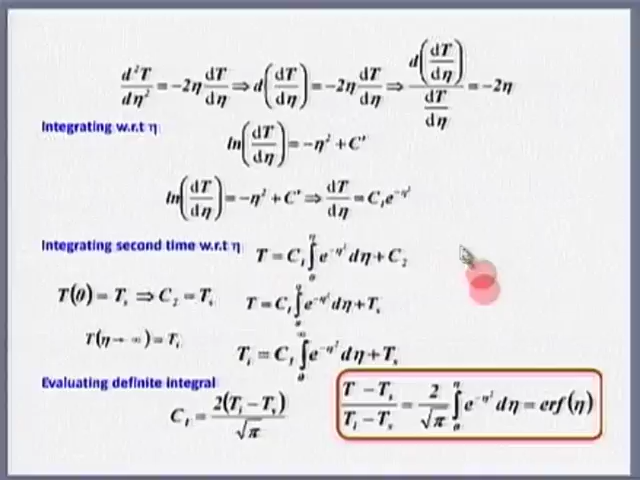 d²T/dη² = −2η dT/dη ⇒ d(dT/dη) = −2η dT/dη ⇒ d(dT/dη) / (dT/dη) = −2η
Integrating w.r.t η
ln(dT/dη) = −η² + C'
ln(dT/dη) = −η² + C' ⇒ dT/dη = C₁e^(−η²)
Integrating second time w.r.t η
T = C₁ ∫₀^η e^(−η²) dη + C₂
T(0) = Tₛ ⇒ C₂ = Tₛ
T = C₁ ∫₀^η e^(−η²) dη + Tₛ
T(η → ∞) = Tᵢ
Tᵢ = C₁ ∫₀^∞ e^(−η²) dη + Tₛ
Evaluating definite integral
C₁ = 2(Tᵢ − Tₛ) / √π
(T − Tₛ) / (Tᵢ − Tₛ) = 2/√π ∫₀^η e^(−η²) dη = erf(η)